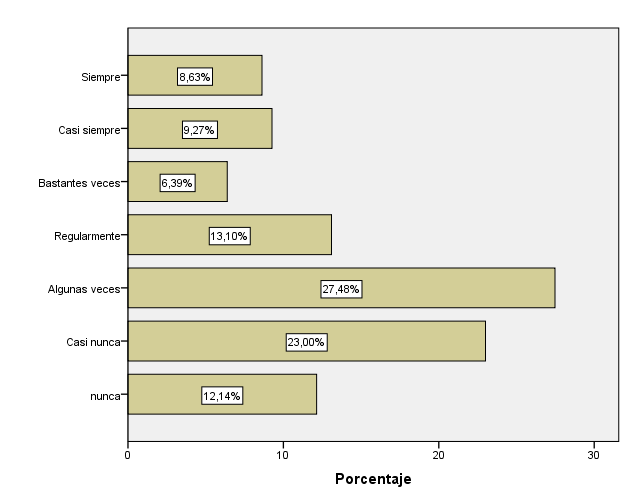 Siempre 8,63%
Casi siempre 9,27%
Bastantes veces 6,39%
Regularmente 13,10%
Algunas veces 27,48%
Casi nunca 23,00%
nunca 12,14%
0 10 20 30
Porcentaje